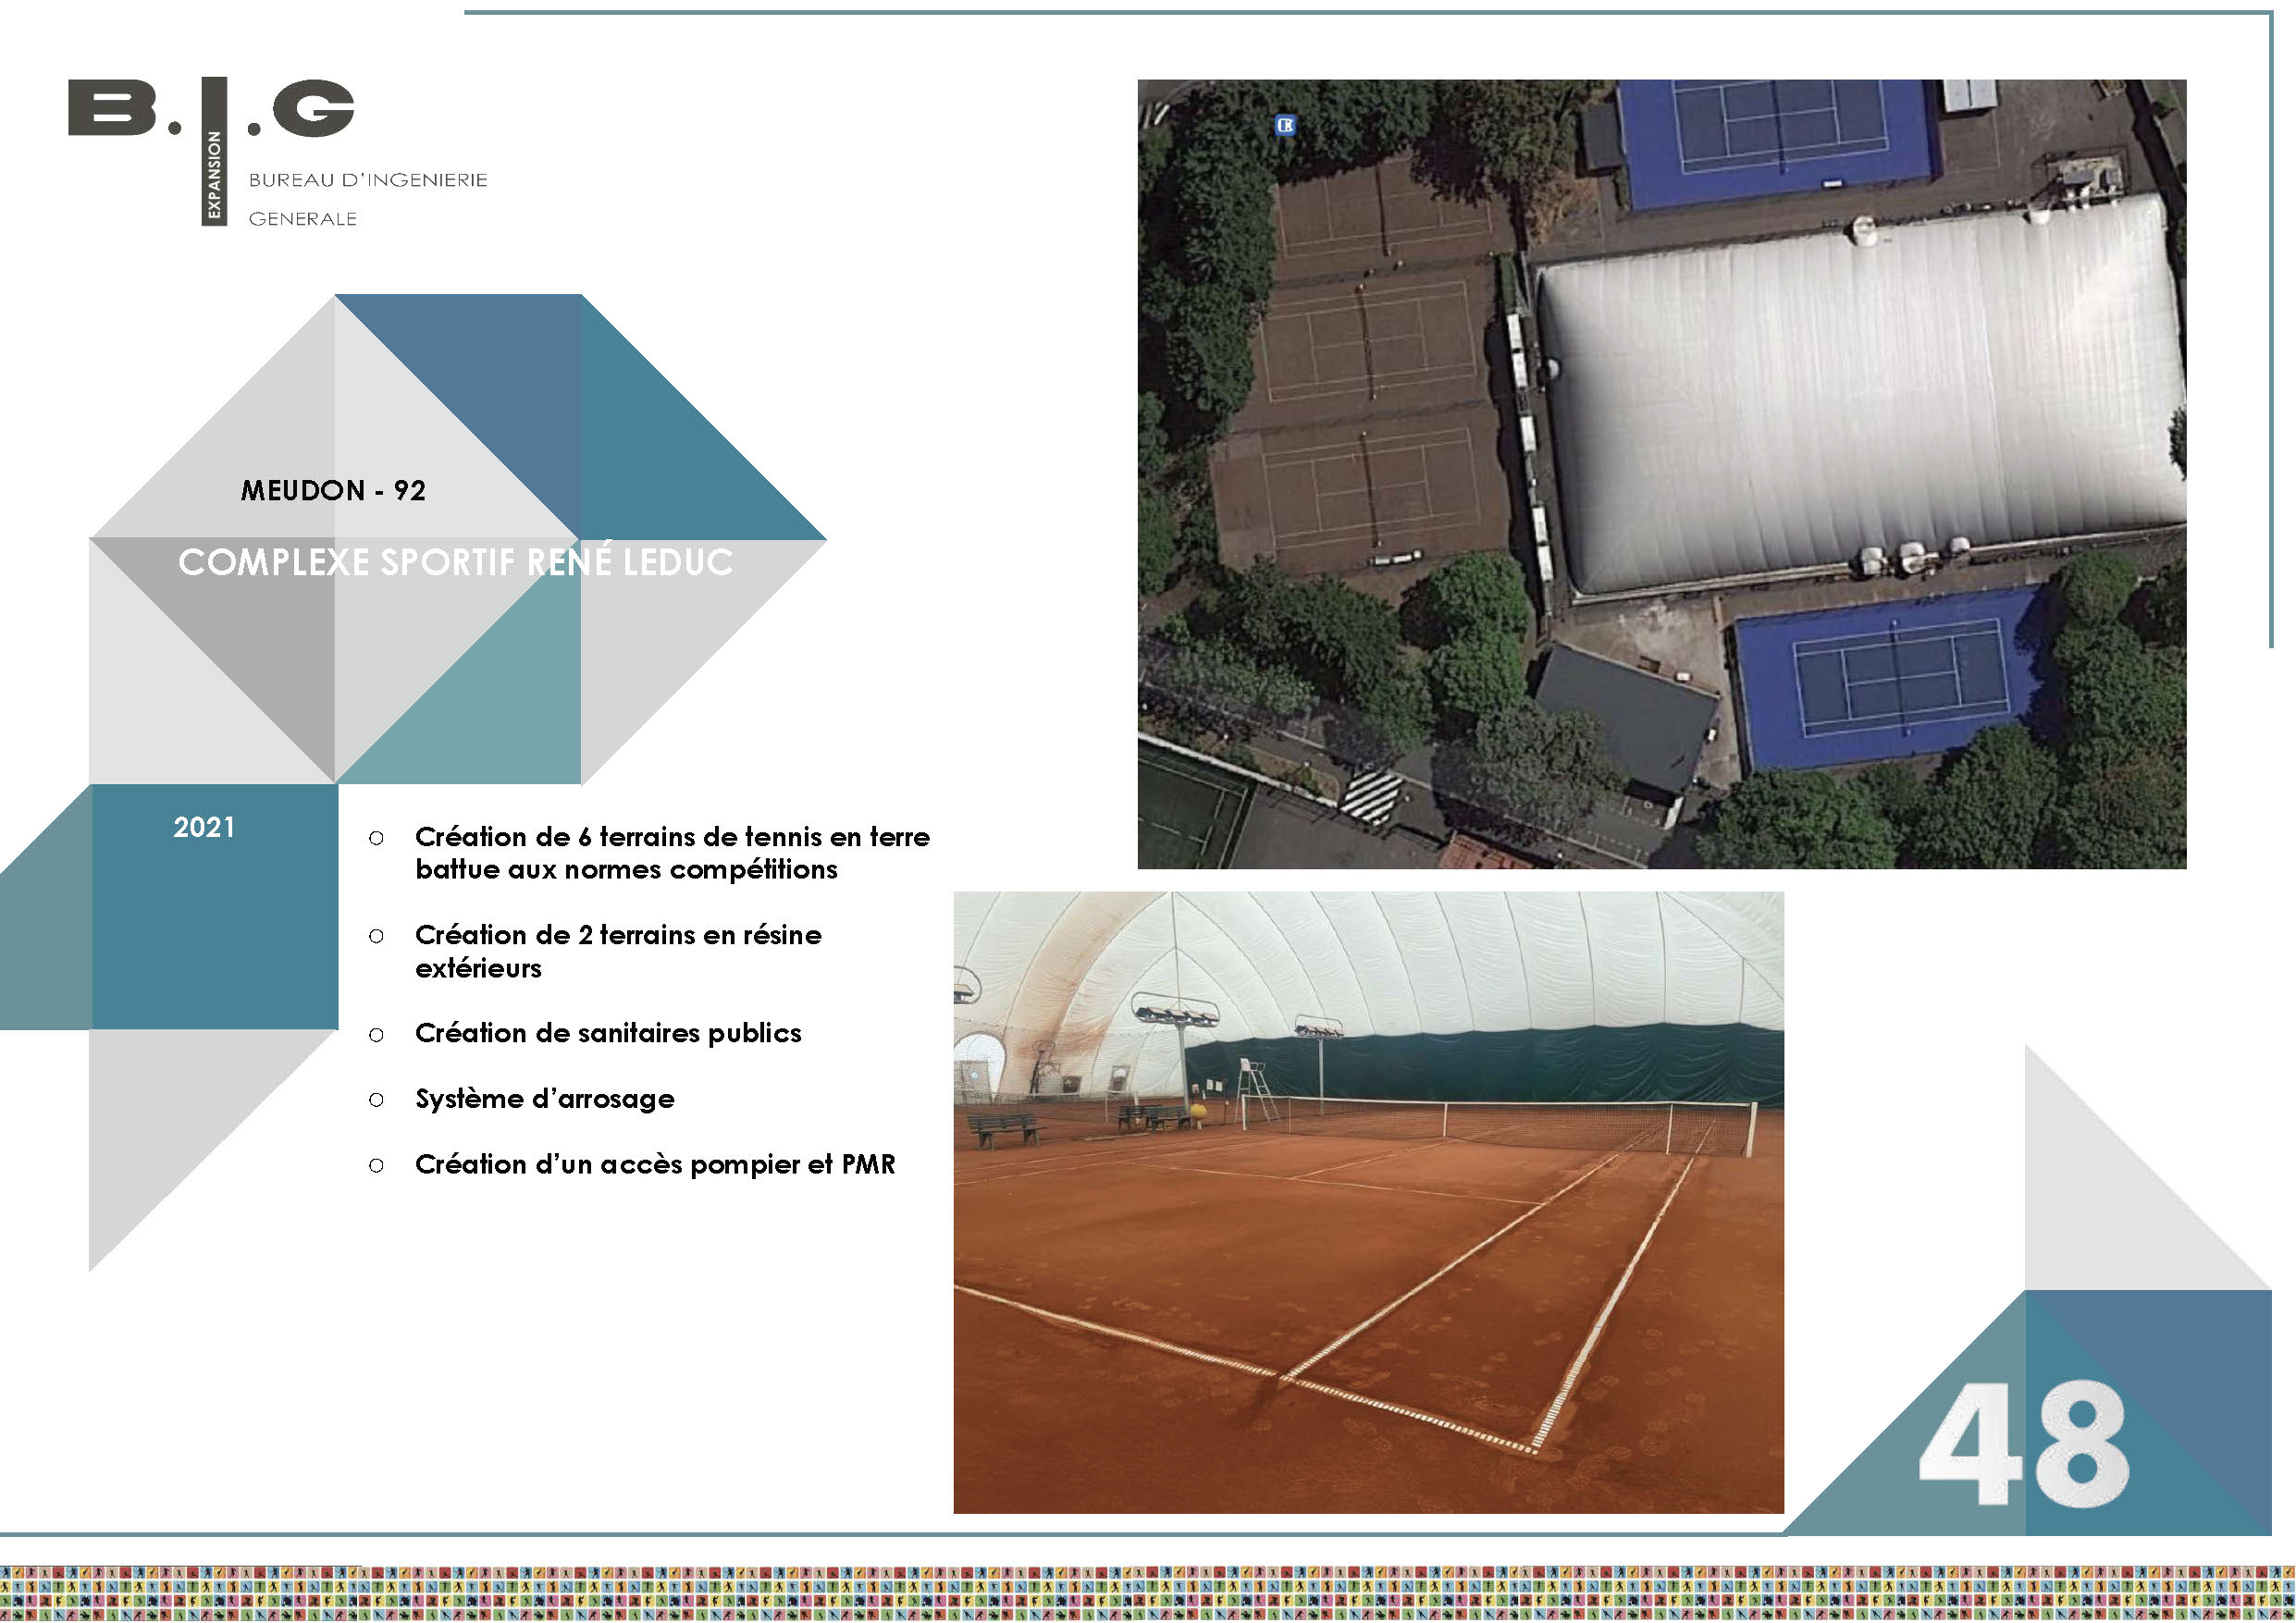 B.I.G
EXPANSION
BUREAU D'INGENIERIE
GENERALE
MEUDON - 92
COMPLEXE SPORTIF RENÉ LEDUC
2021
○ Création de 6 terrains de tennis en terre
battue aux normes compétitions
○ Création de 2 terrains en résine
extérieurs
○ Création de sanitaires publics
○ Système d’arrosage
○ Création d’un accès pompier et PMR
48